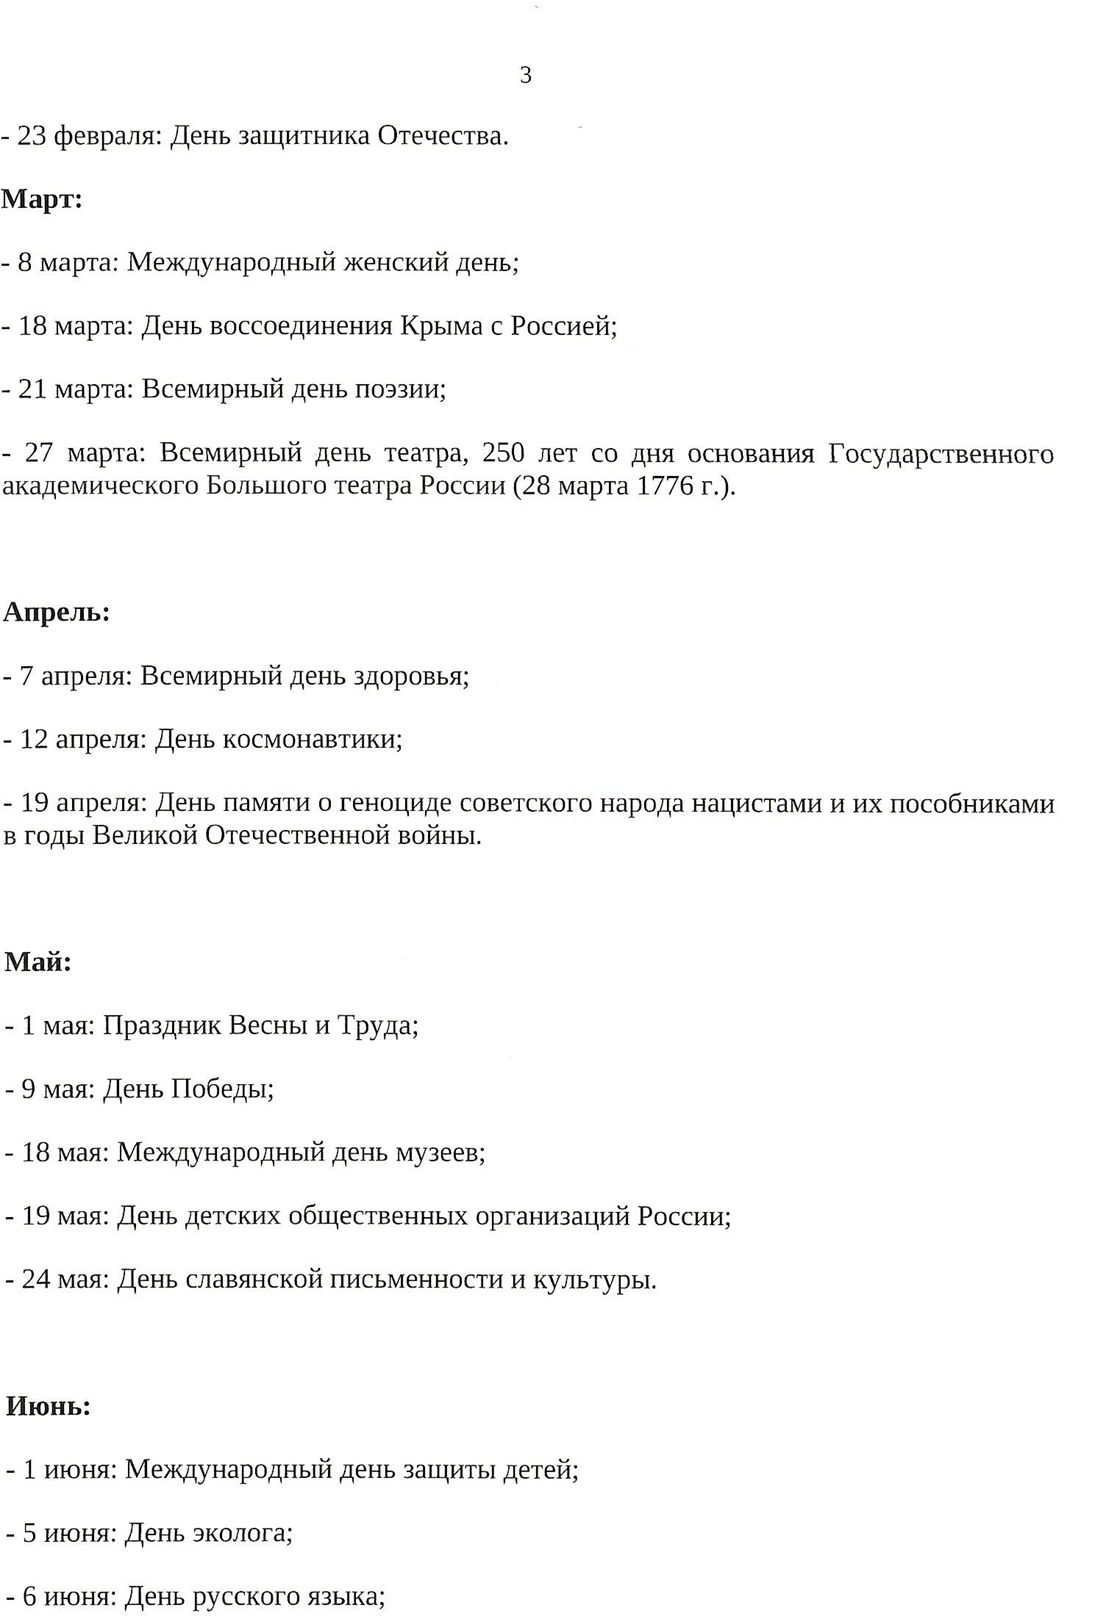 3
- 23 февраля: День защитника Отечества.
Март:
- 8 марта: Международный женский день;
- 18 марта: День воссоединения Крыма с Россией;
- 21 марта: Всемирный день поэзии;
- 27 марта: Всемирный день театра, 250 лет со дня основания Государственного
академического Большого театра России (28 марта 1776 г.).
Апрель:
- 7 апреля: Всемирный день здоровья;
- 12 апреля: День космонавтики;
- 19 апреля: День памяти о геноциде советского народа нацистами и их пособниками
в годы Великой Отечественной войны.
Май:
- 1 мая: Праздник Весны и Труда;
- 9 мая: День Победы;
- 18 мая: Международный день музеев;
- 19 мая: День детских общественных организаций России;
- 24 мая: День славянской письменности и культуры.
Июнь:
- 1 июня: Международный день защиты детей;
- 5 июня: День эколога;
- 6 июня: День русского языка;